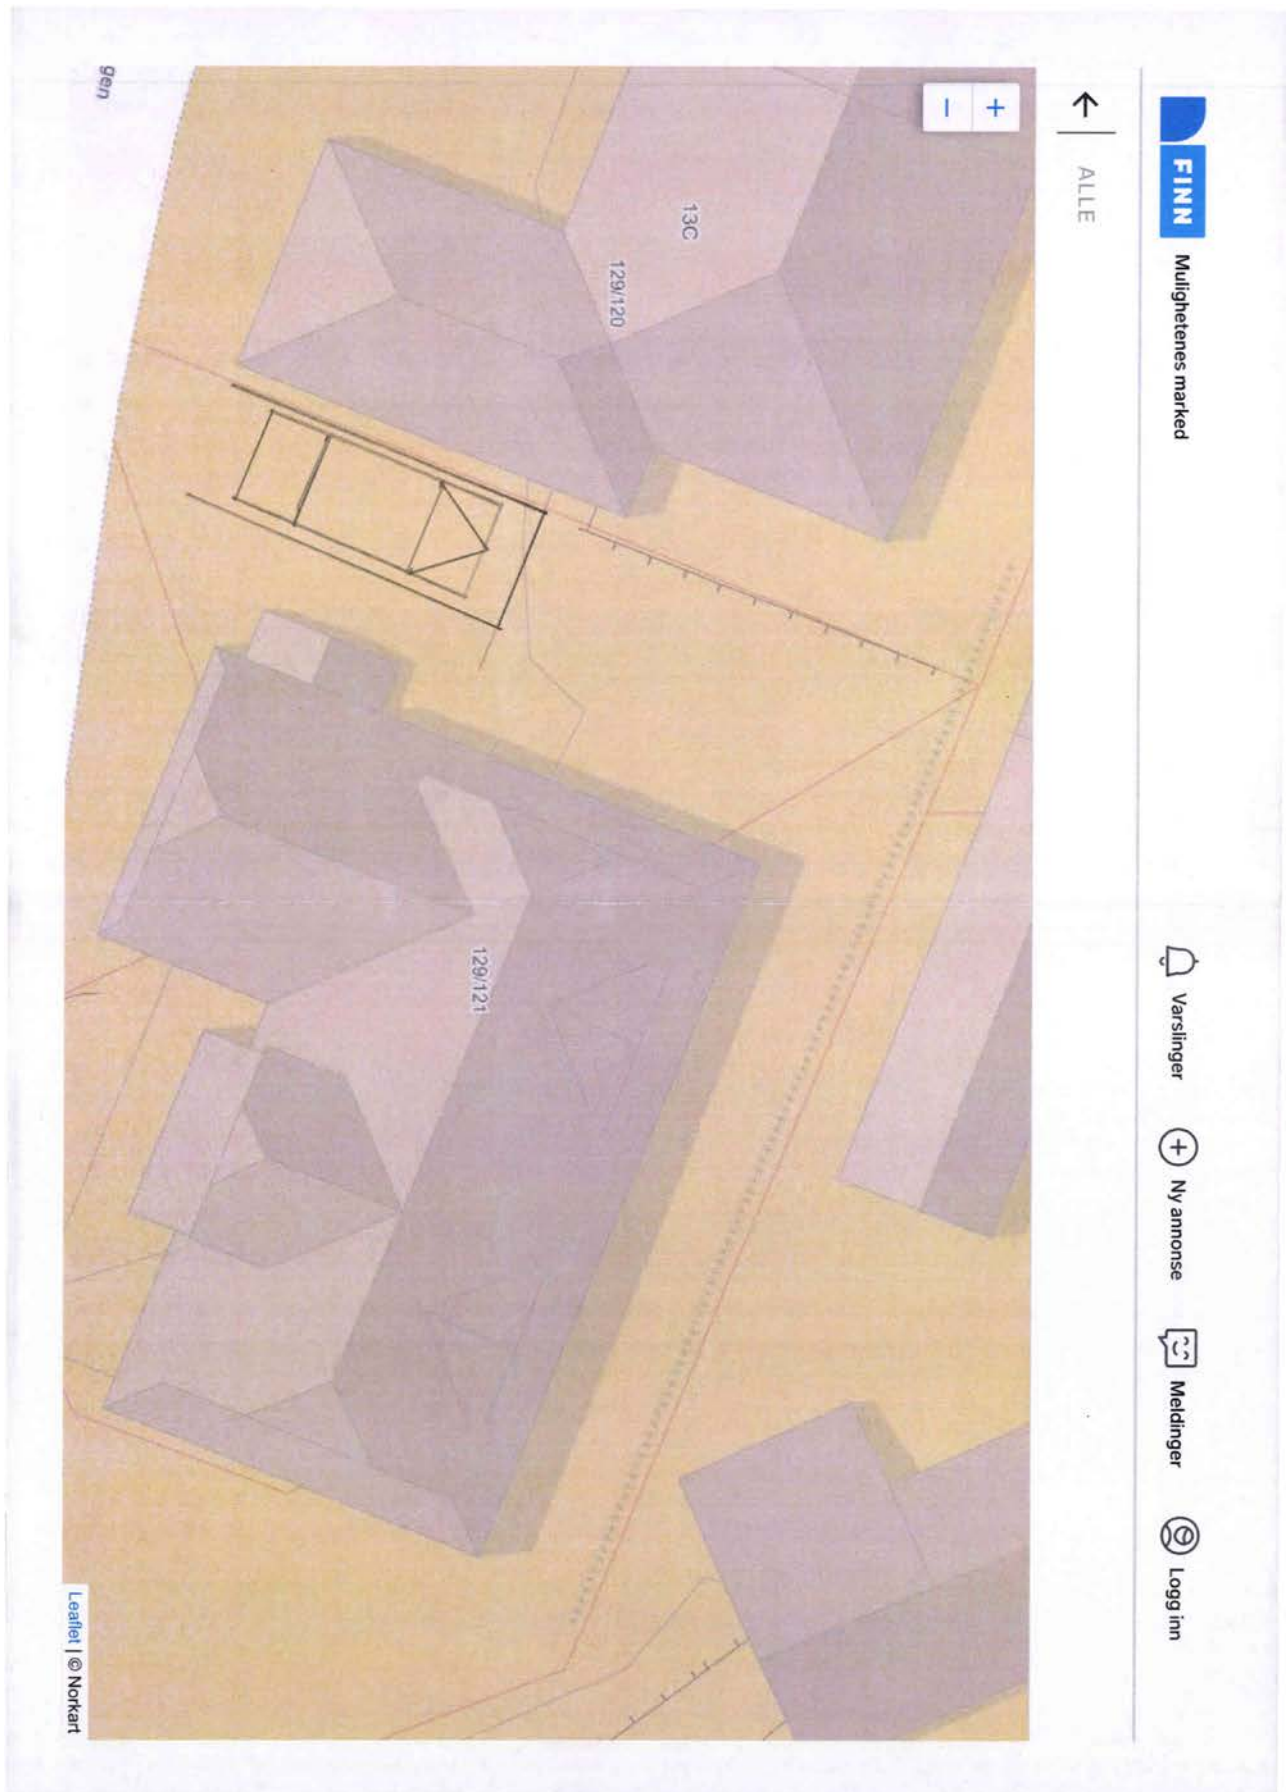 FINN Mulighetenes marked
Varslinger
Ny annonse
Meldinger
Logg inn
ALLE
+
−
13C
129/120
129/121
gen
Leaflet | © Norkart